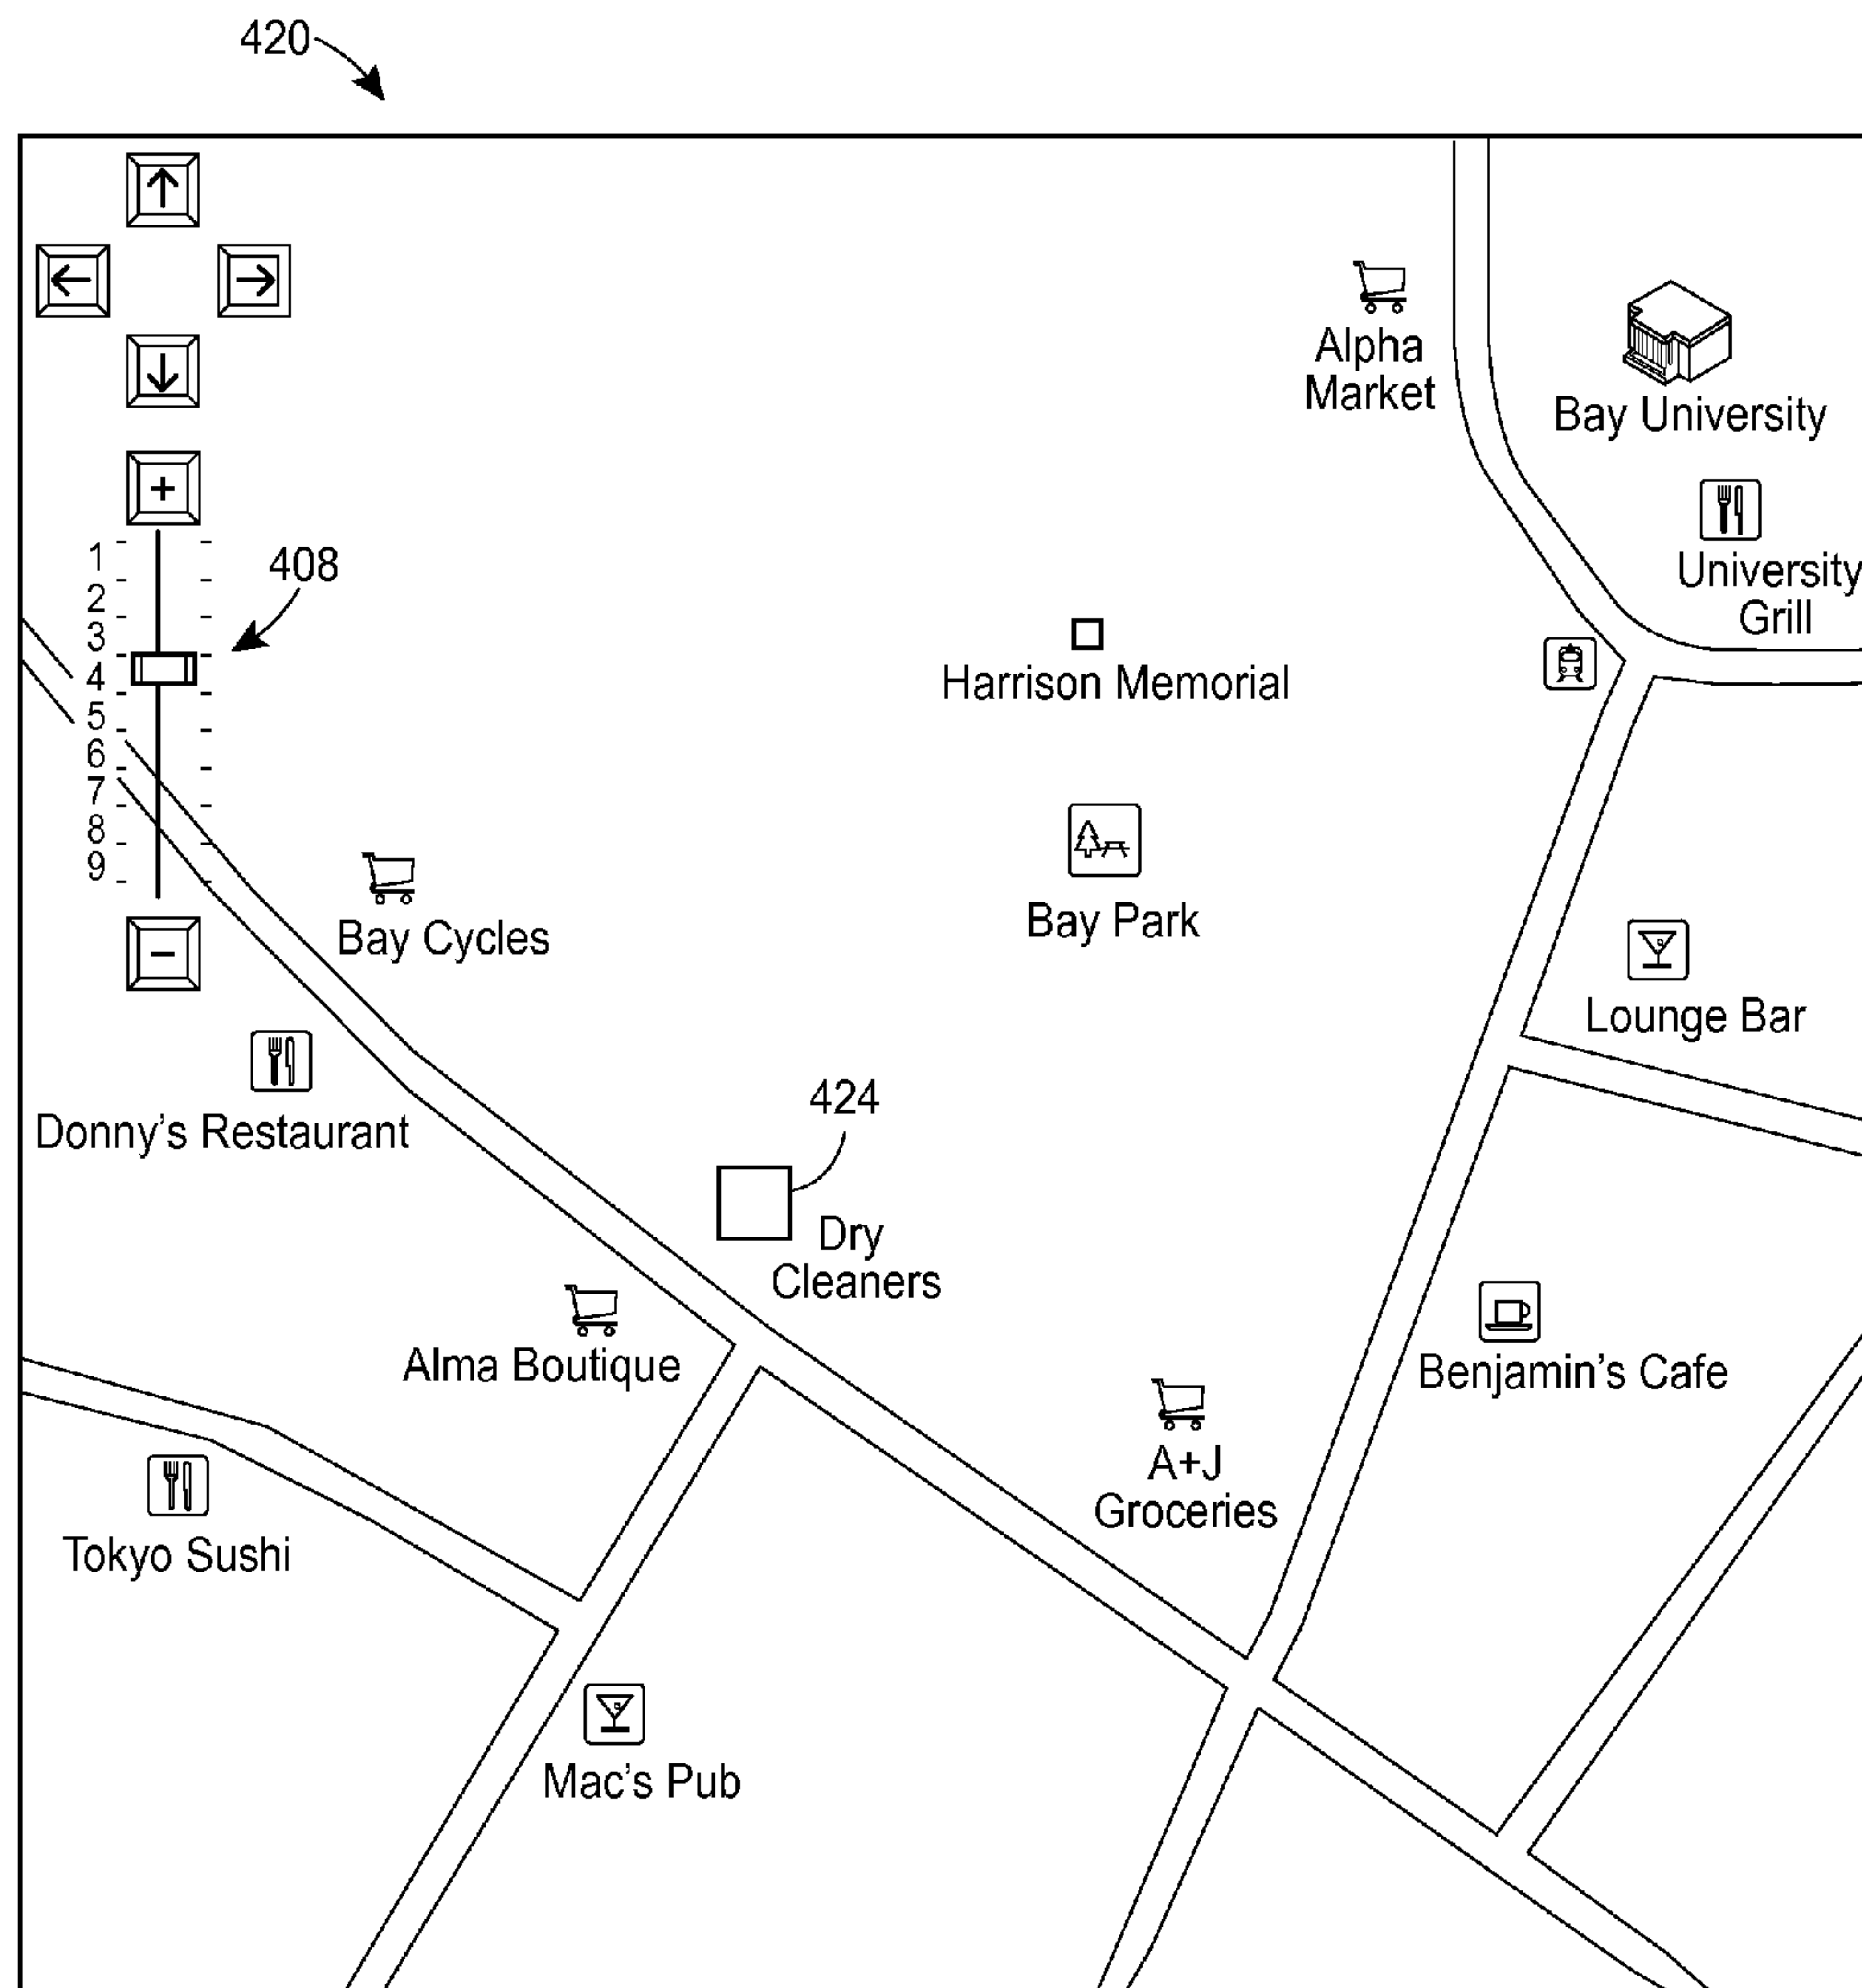 420
+
1
2
3
4
5
6
7
8
9
−
408
Alpha
Market
Bay University
University
Grill
Harrison Memorial
Bay Park
Bay Cycles
Lounge Bar
Donny's Restaurant
424
Dry
Cleaners
Alma Boutique
Benjamin's Cafe
A+J
Groceries
Tokyo Sushi
Mac's Pub